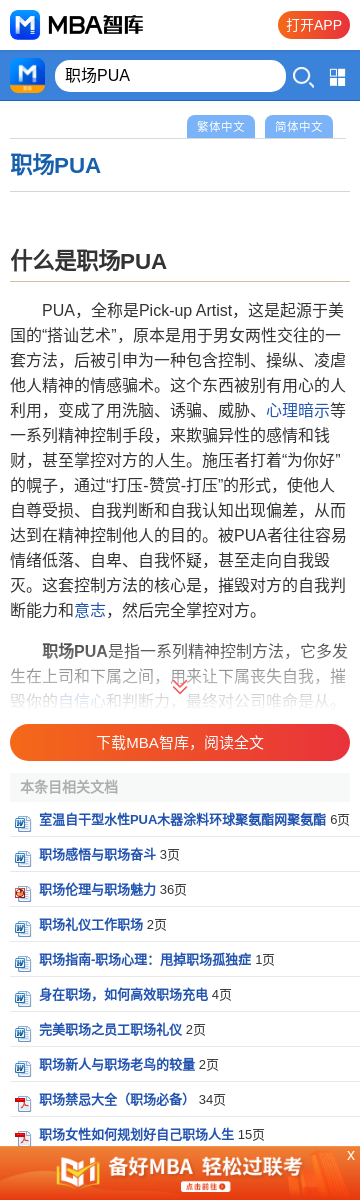 MBA智库
打开APP
职场PUA
繁体中文 简体中文
职场PUA
什么是职场PUA
PUA，全称是Pick-up Artist，这是起源于美
国的“搭讪艺术”，原本是用于男女两性交往的一
套方法，后被引申为一种包含控制、操纵、凌虐
他人精神的情感骗术。这个东西被别有用心的人
利用，变成了用洗脑、诱骗、威胁、心理暗示等
一系列精神控制手段，来欺骗异性的感情和钱
财，甚至掌控对方的人生。施压者打着“为你好”
的幌子，通过“打压-赞赏-打压”的形式，使他人
自尊受损、自我判断和自我认知出现偏差，从而
达到在精神控制他人的目的。被PUA者往往容易
情绪低落、自卑、自我怀疑，甚至走向自我毁
灭。这套控制方法的核心是，摧毁对方的自我判
断能力和意志，然后完全掌控对方。
职场PUA是指一系列精神控制方法，它多发
生在上司和下属之间，用来让下属丧失自我，摧
毁你的自信心和判断力，最终对公司唯命是从。
下载MBA智库，阅读全文
本条目相关文档
室温自干型水性PUA木器涂料环球聚氨酯网聚氨酯 6页
职场感悟与职场奋斗 3页
职场伦理与职场魅力 36页
职场礼仪工作职场 2页
职场指南-职场心理：甩掉职场孤独症 1页
身在职场，如何高效职场充电 4页
完美职场之员工职场礼仪 2页
职场新人与职场老鸟的较量 2页
职场禁忌大全（职场必备） 34页
职场女性如何规划好自己职场人生 15页
X
备好MBA 轻松过联考
点击前往